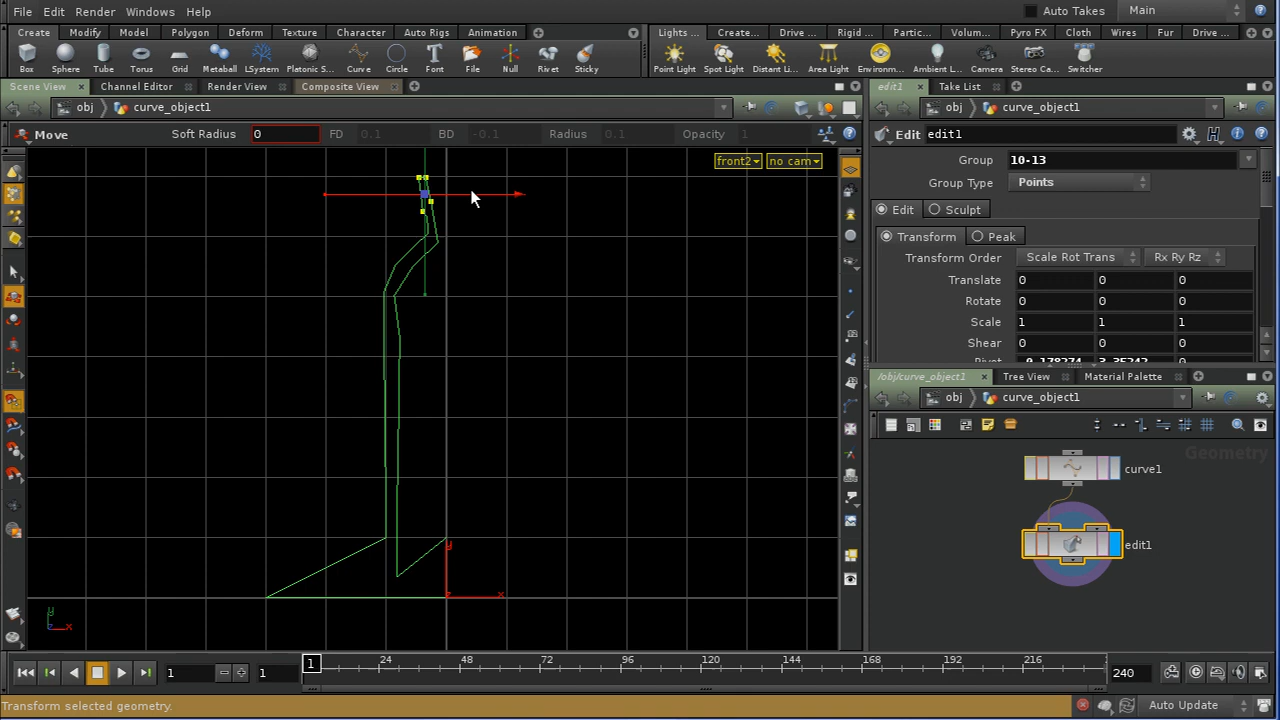 File Edit Render Windows Help Auto Takes Main
Create Modify Model Polygon Deform Texture Character Auto Rigs Animation Lights ... Create... Drive ... Rigid ... Partic... Volum... Pyro FX Cloth Wires Fur Drive ...
Box Sphere Tube Torus Grid Metaball LSystem Platonic S... Curve Circle Font File Null Rivet Sticky Point Light Spot Light Distant Li... Area Light Environm... Ambient L... Camera Stereo Ca... Switcher
Scene View Channel Editor Render View Composite View edit1 Take List
obj curve_object1 obj curve_object1
Move Soft Radius 0 FD 0.1 BD -0.1 Radius 0.1 Opacity 1 Edit edit1
front2 no cam Group 10-13
Group Type Points
Edit Sculpt
Transform Peak
Transform Order Scale Rot Trans Rx Ry Rz
Translate 0 0 0
Rotate 0 0 0
Scale 1 1 1
Shear 0 0 0
Pivot -0.178274 3.35242 0
/obj/curve_object1 Tree View Material Palette
obj curve_object1
Geometry
curve1
edit1
y
x
y
x
1 1 1 24 48 72 96 120 144 168 192 216 240
Transform selected geometry. Auto Update